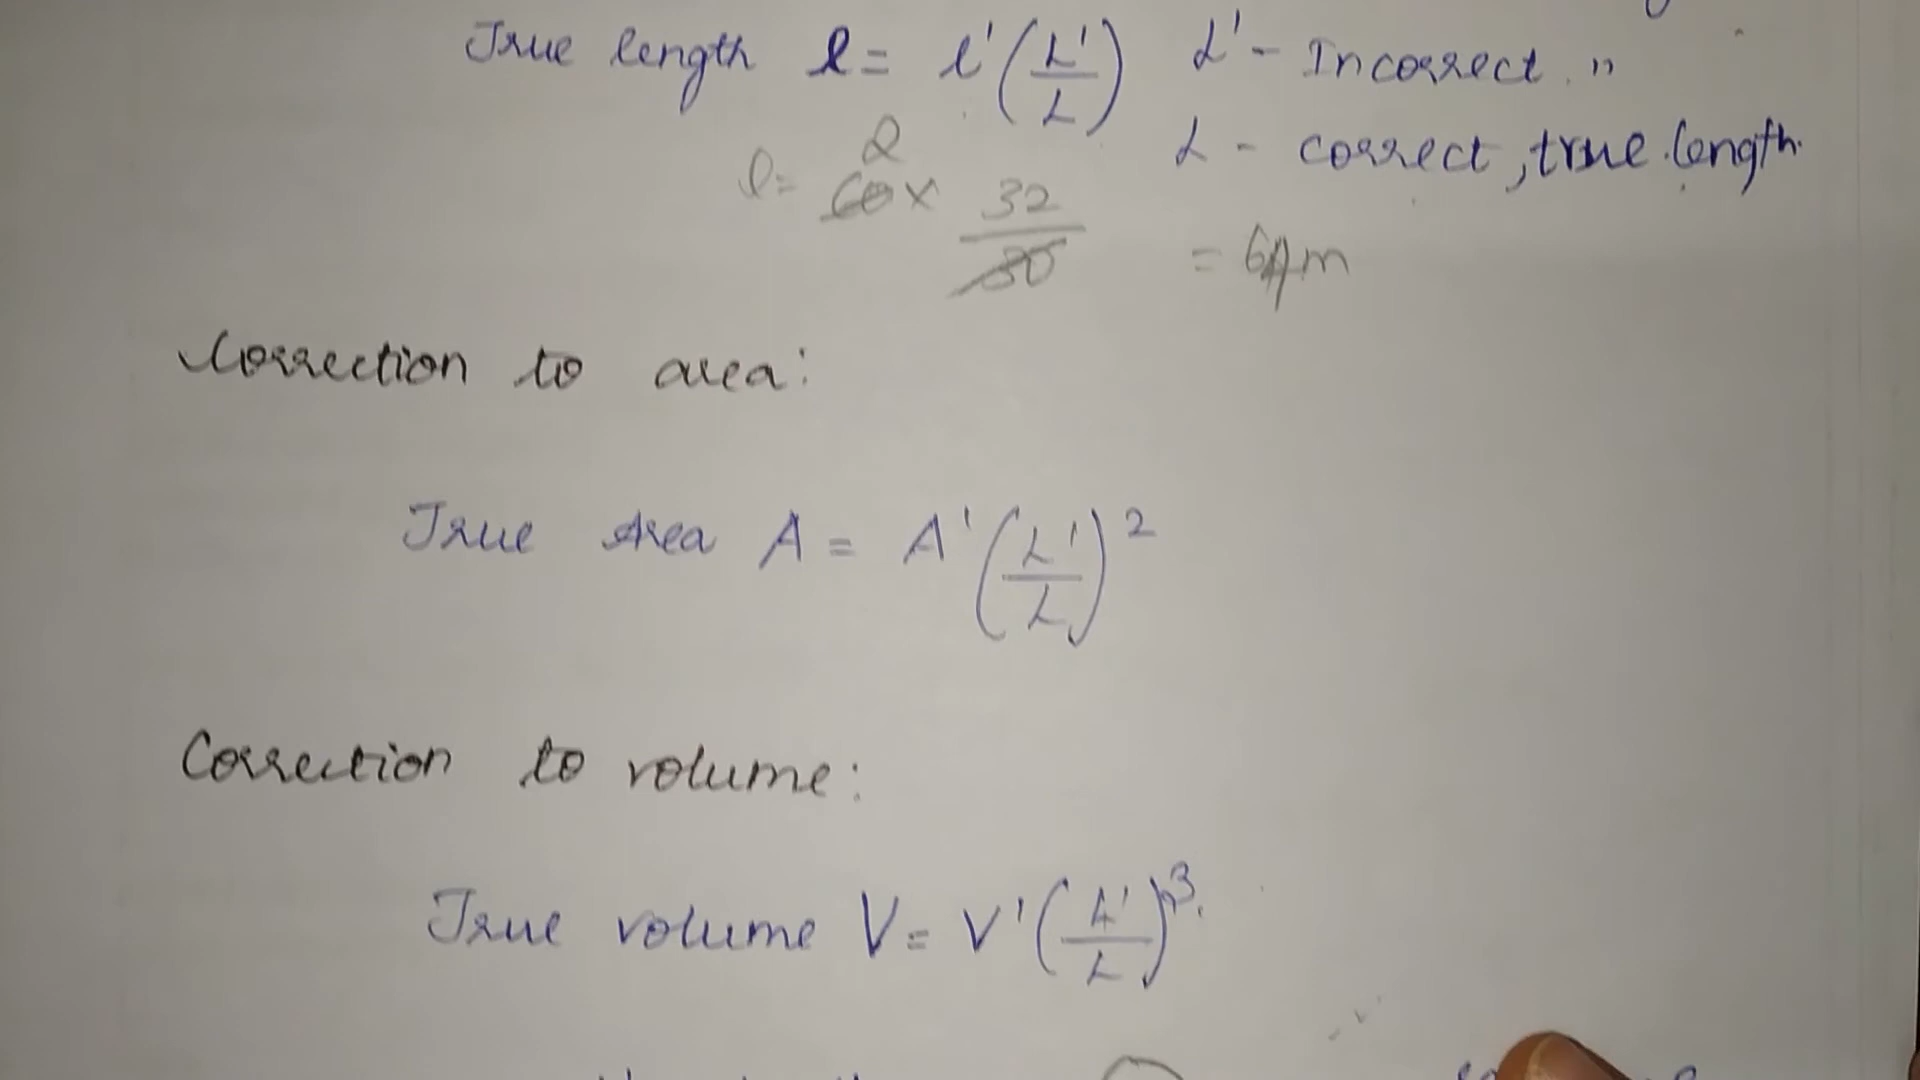 True length l = l'(L'/L) L' - Incorrect "
L - correct, true length.
l = 60 x 32/30 = 64m
2
Correction to area:
True Area A = A'(L'/L)²
Correction to volume:
True volume V = V'(L'/L)³.